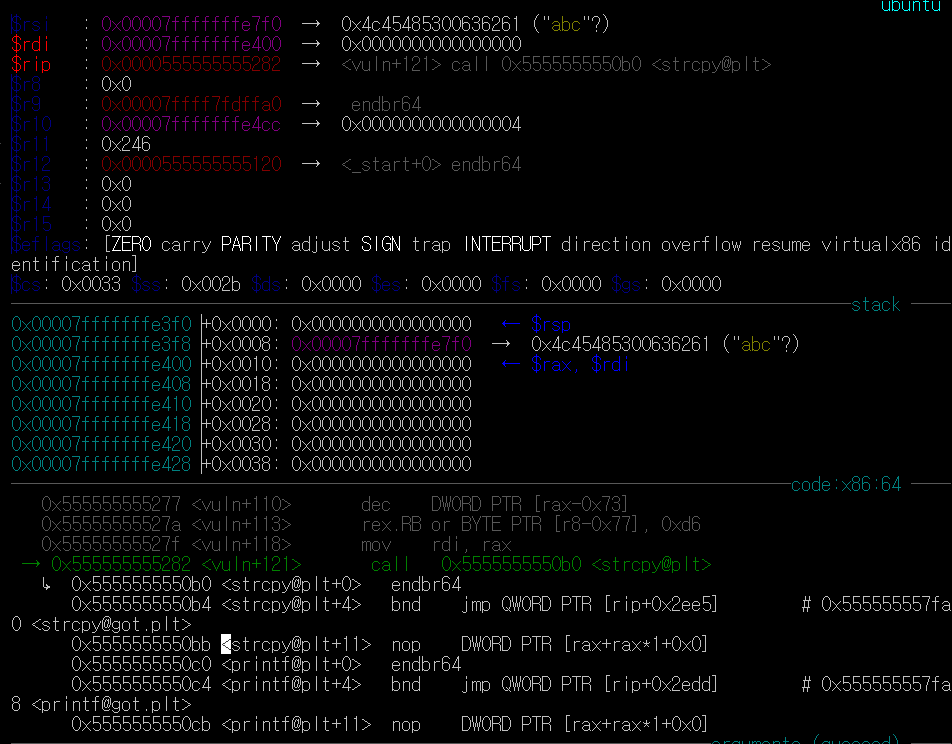 ubuntu
$rsi : 0x00007fffffffe7f0 → 0x4c45485300636261 ("abc"?)
$rdi : 0x00007fffffffe400 → 0x0000000000000000
$rip : 0x0000555555555282 → <vuln+121> call 0x5555555550b0 <strcpy@plt>
$r8 : 0x0
$r9 : 0x00007ffff7fdffa0 → endbr64
$r10 : 0x00007fffffffe4cc → 0x0000000000000004
$r11 : 0x246
$r12 : 0x0000555555555120 → <_start+0> endbr64
$r13 : 0x0
$r14 : 0x0
$r15 : 0x0
$eflags: [ZERO carry PARITY adjust SIGN trap INTERRUPT direction overflow resume virtualx86 id
entification]
$cs: 0x0033 $ss: 0x002b $ds: 0x0000 $es: 0x0000 $fs: 0x0000 $gs: 0x0000
stack
0x00007fffffffe3f0│+0x0000: 0x0000000000000000 ← $rsp
0x00007fffffffe3f8│+0x0008: 0x00007fffffffe7f0 → 0x4c45485300636261 ("abc"?)
0x00007fffffffe400│+0x0010: 0x0000000000000000 ← $rax, $rdi
0x00007fffffffe408│+0x0018: 0x0000000000000000
0x00007fffffffe410│+0x0020: 0x0000000000000000
0x00007fffffffe418│+0x0028: 0x0000000000000000
0x00007fffffffe420│+0x0030: 0x0000000000000000
0x00007fffffffe428│+0x0038: 0x0000000000000000
code:x86:64
0x555555555277 <vuln+110> dec DWORD PTR [rax-0x73]
0x55555555527a <vuln+113> rex.RB or BYTE PTR [r8-0x77], 0xd6
0x55555555527f <vuln+118> mov rdi, rax
→ 0x555555555282 <vuln+121> call 0x5555555550b0 <strcpy@plt>
↳ 0x5555555550b0 <strcpy@plt+0> endbr64
0x5555555550b4 <strcpy@plt+4> bnd jmp QWORD PTR [rip+0x2ee5] # 0x555555557fa
0 <strcpy@got.plt>
0x5555555550bb <strcpy@plt+11> nop DWORD PTR [rax+rax*1+0x0]
0x5555555550c0 <printf@plt+0> endbr64
0x5555555550c4 <printf@plt+4> bnd jmp QWORD PTR [rip+0x2edd] # 0x555555557fa
8 <printf@got.plt>
0x5555555550cb <printf@plt+11> nop DWORD PTR [rax+rax*1+0x0]
arguments (guessed)